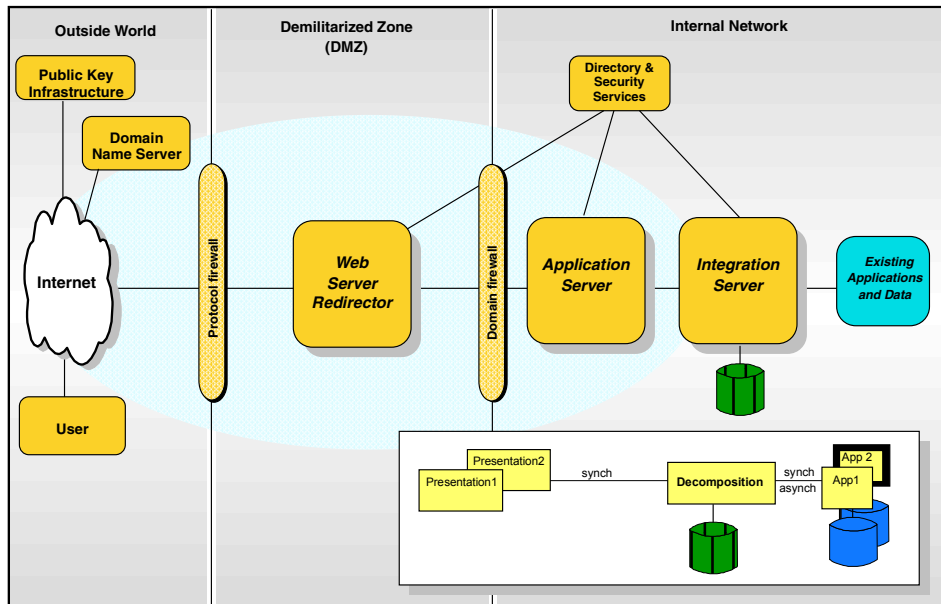 Outside World
Demilitarized Zone
(DMZ)
Internal Network
Public Key
Infrastructure
Domain
Name Server
Directory &
Security
Services
Internet
Protocol firewall
Web
Server
Redirector
Domain firewall
Application
Server
Integration
Server
Existing
Applications
and Data
User
Presentation2
Presentation1
synch
Decomposition
synch
asynch
App 2
App1